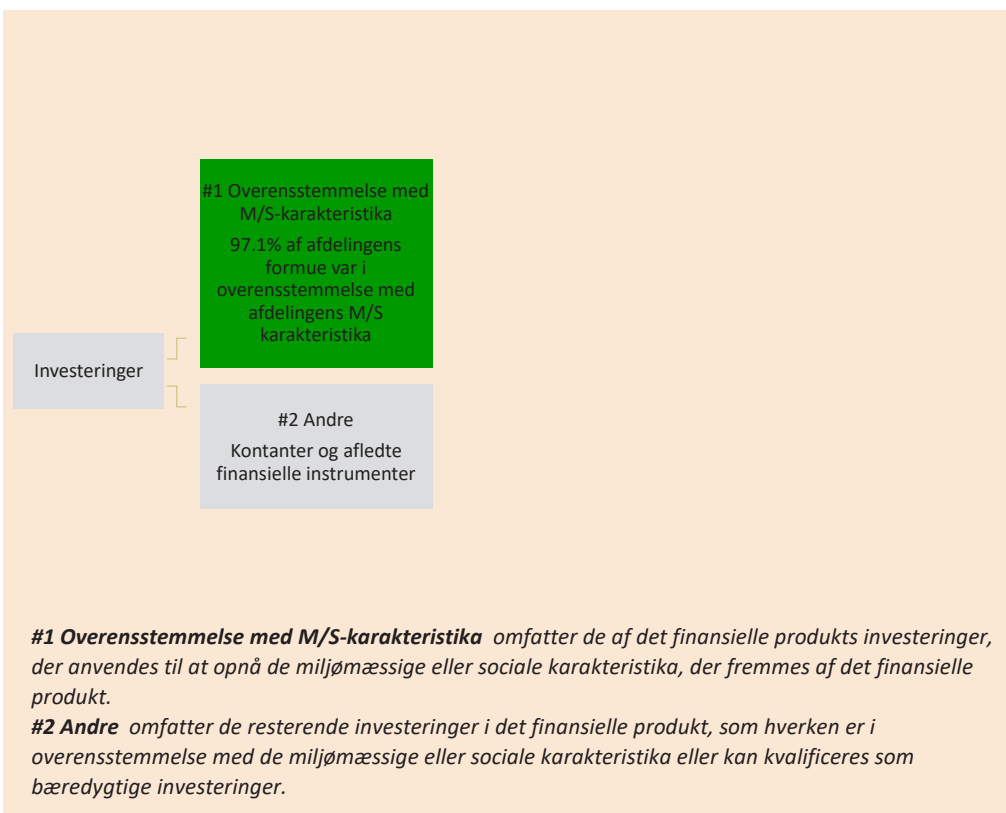 #1 Overensstemmelse med
M/S-karakteristika
97.1% af afdelingens
formue var i
overensstemmelse med
afdelingens M/S
karakteristika
Investeringer
#2 Andre
Kontanter og afledte
finansielle instrumenter
#1 Overensstemmelse med M/S-karakteristika omfatter de af det finansielle produkts investeringer,
der anvendes til at opnå de miljømæssige eller sociale karakteristika, der fremmes af det finansielle
produkt.
#2 Andre omfatter de resterende investeringer i det finansielle produkt, som hverken er i
overensstemmelse med de miljømæssige eller sociale karakteristika eller kan kvalificeres som
bæredygtige investeringer.